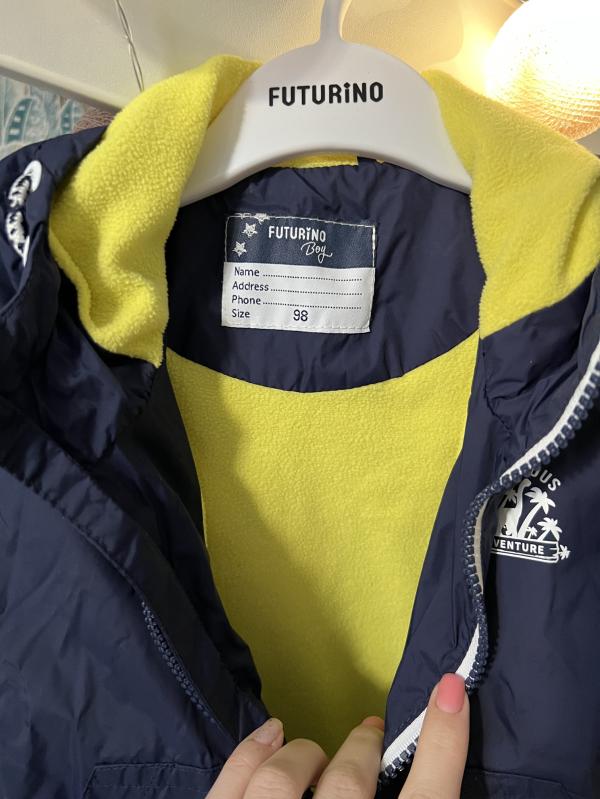 FUTURiNO
FUTURiNO
Boy
Name
Address
Phone
Size 98
VENTURE